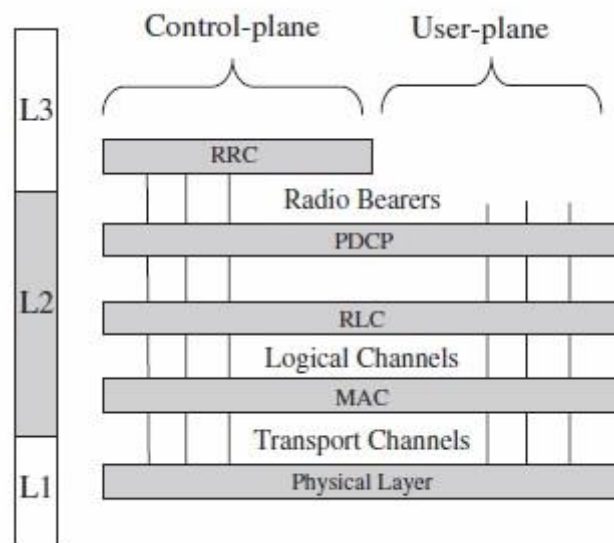 Control-plane
User-plane
L3
RRC
Radio Bearers
PDCP
L2
RLC
Logical Channels
MAC
Transport Channels
L1
Physical Layer